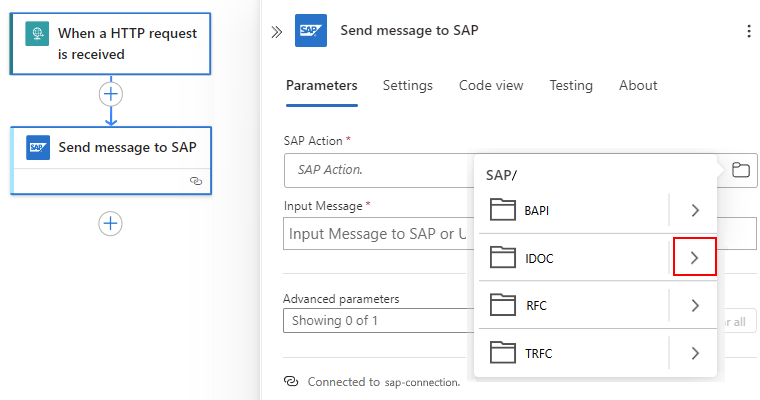 When a HTTP request
is received
SAP
Send message to SAP
SAP
Send message to SAP
Parameters
Settings
Code view
Testing
About
SAP Action *
SAP Action.
SAP/
BAPI
IDOC
RFC
TRFC
Input Message *
Input Message to SAP or U
Advanced parameters
Showing 0 of 1
all
Connected to sap-connection.